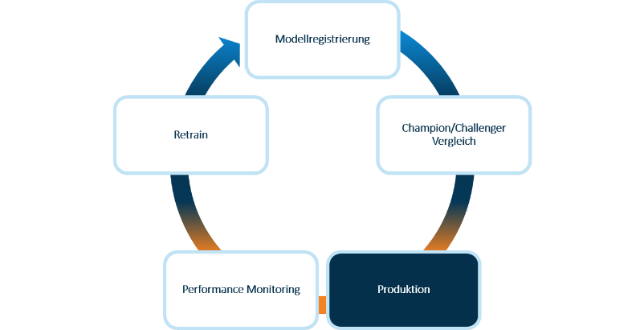 Modellregistrierung
Retrain
Champion/Challenger
Vergleich
Performance Monitoring
Produktion